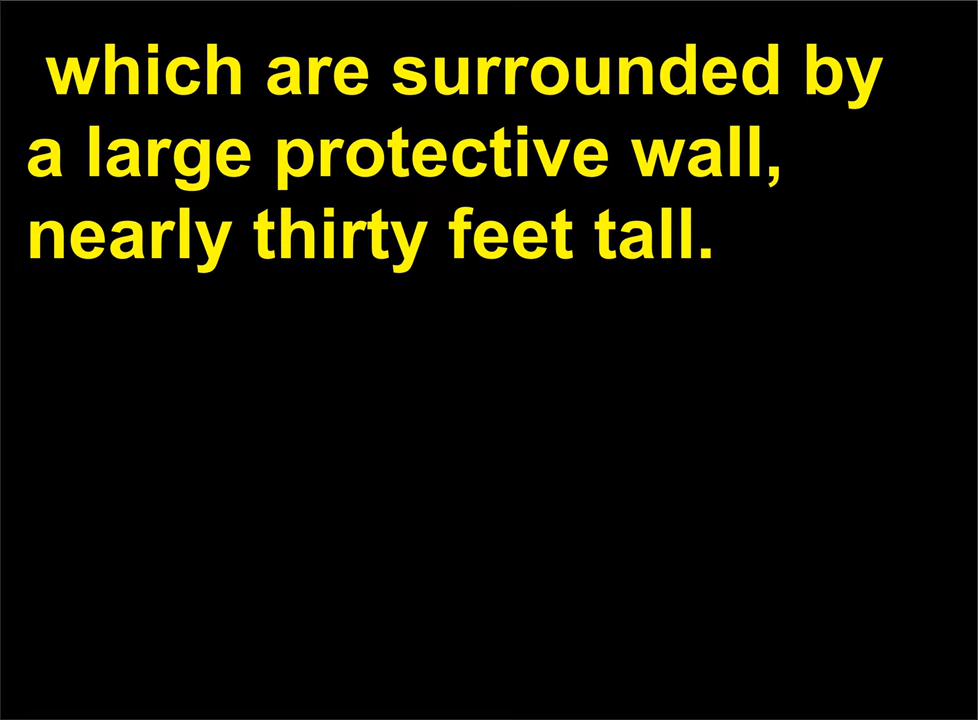 which are surrounded by
a large protective wall,
nearly thirty feet tall.